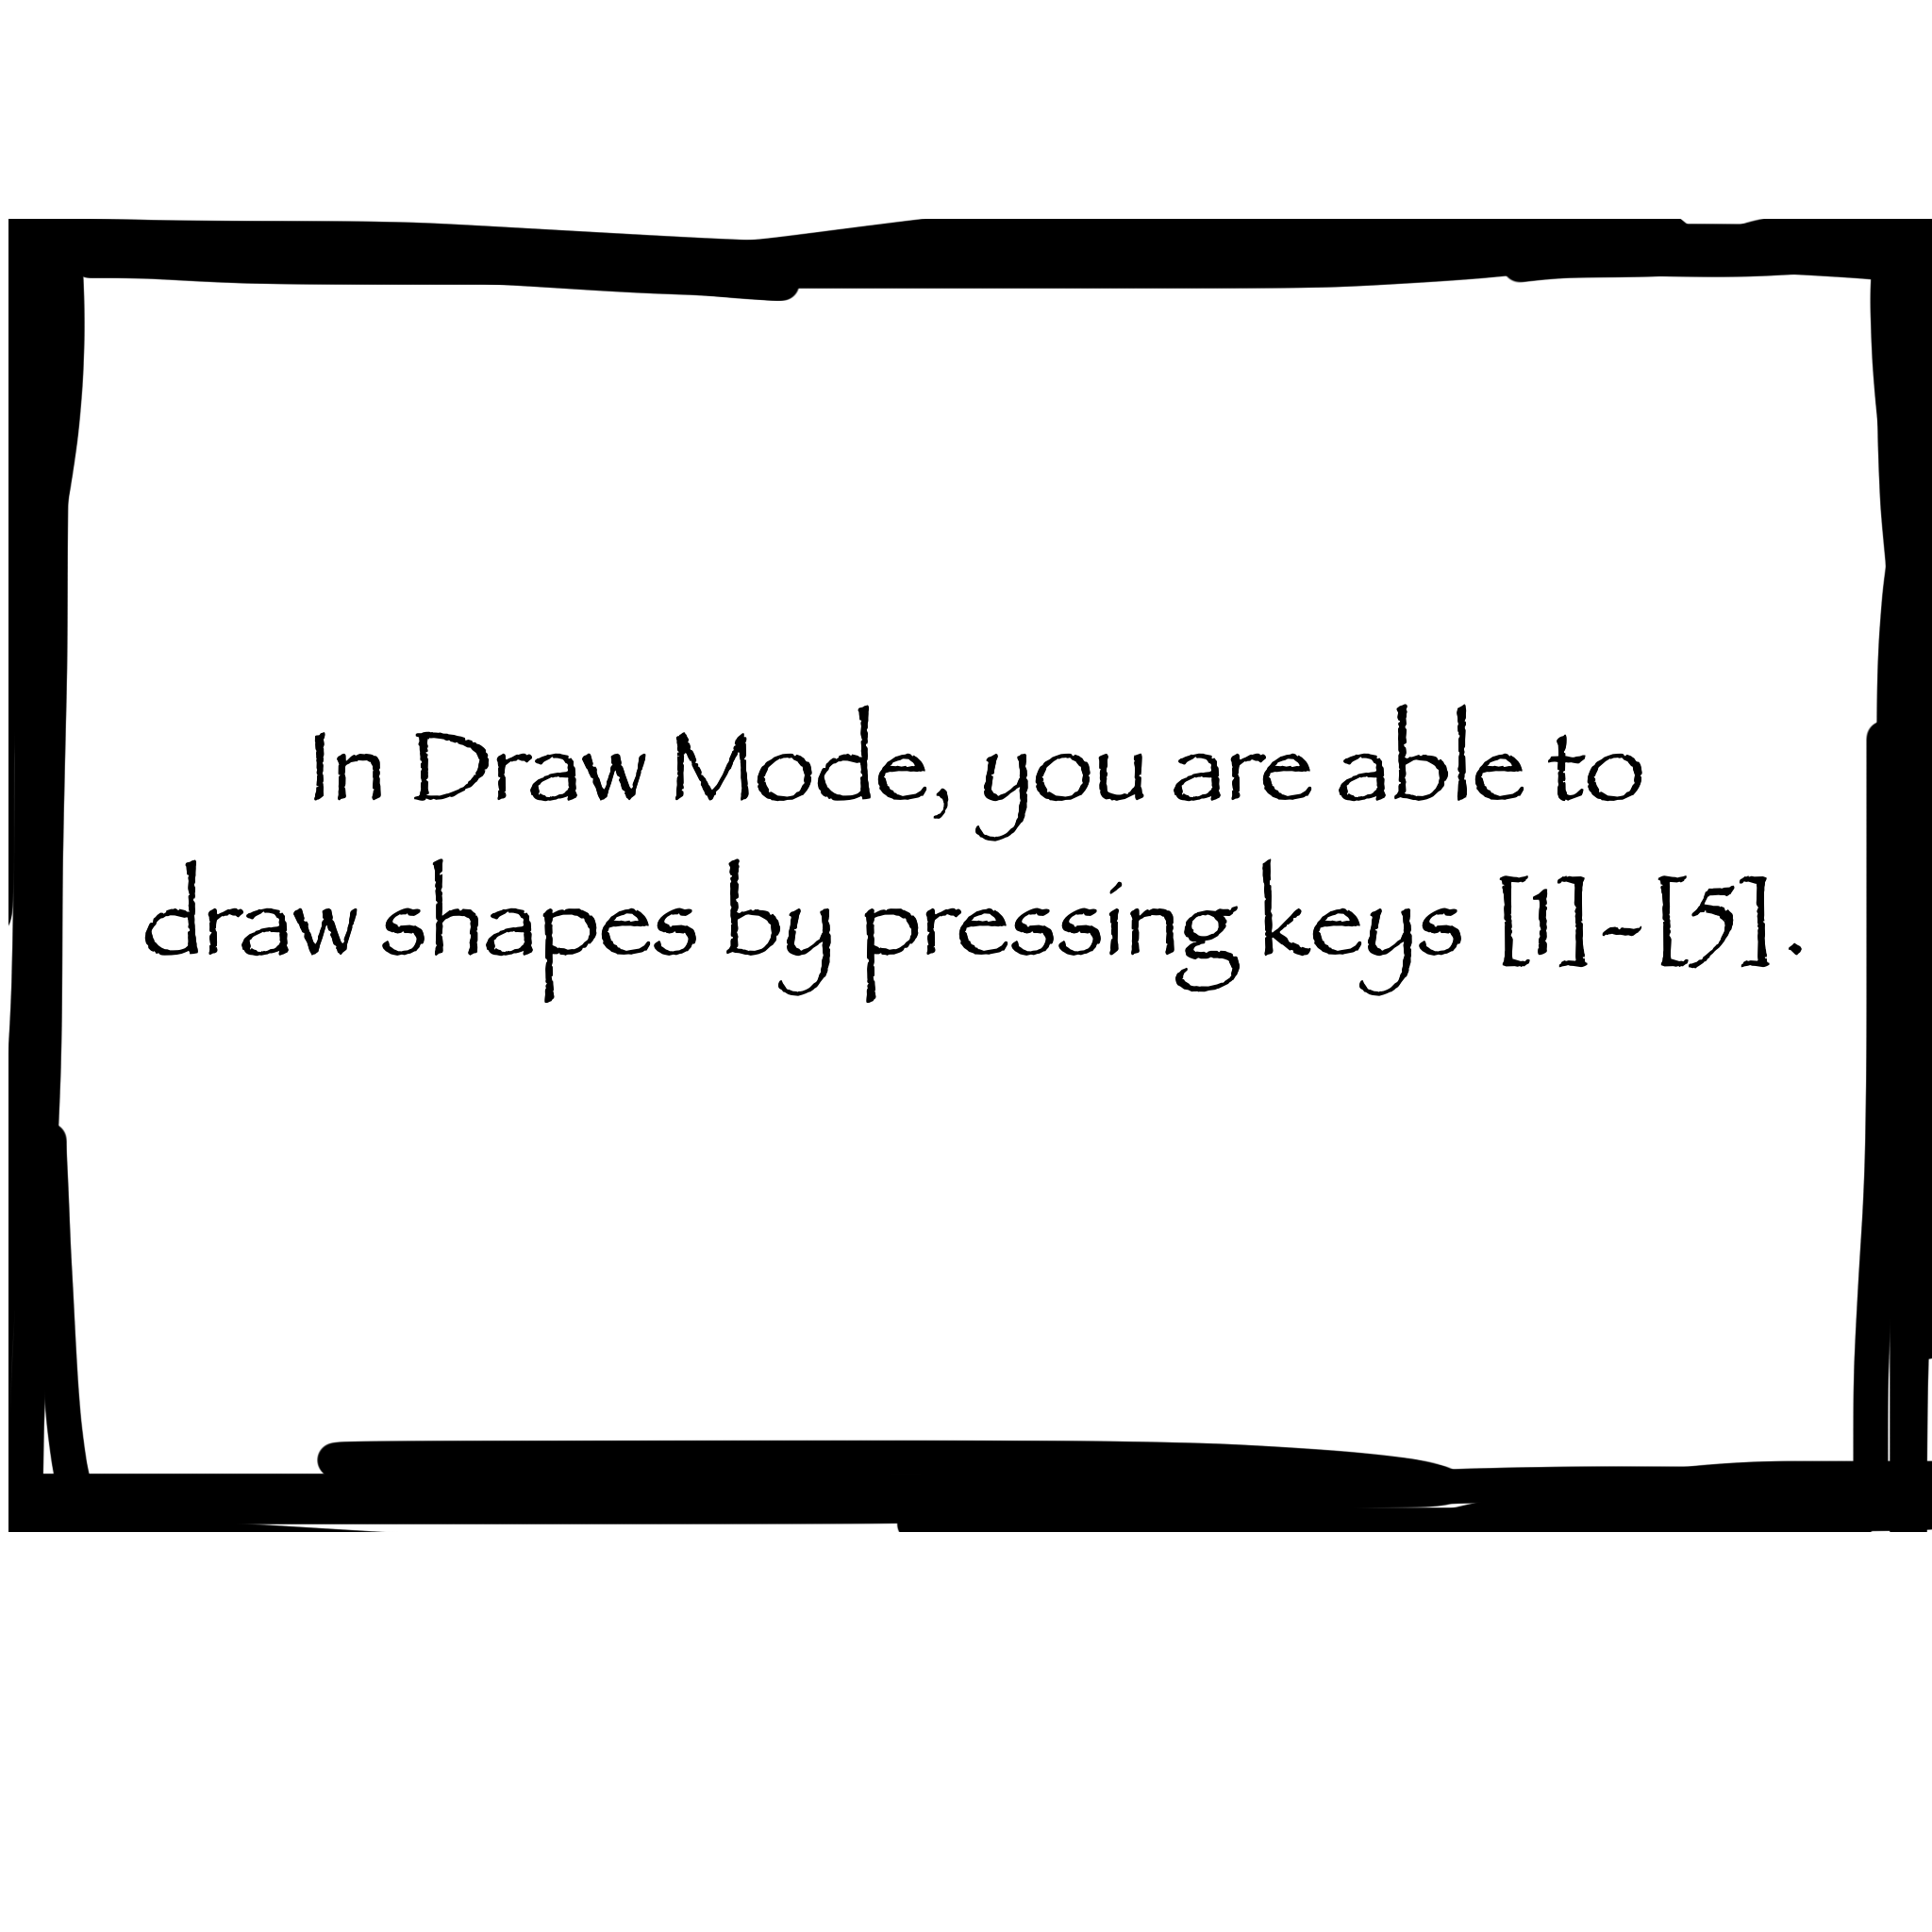 In Draw Mode, you are able to
draw shapes by pressing keys [1] - [5] .